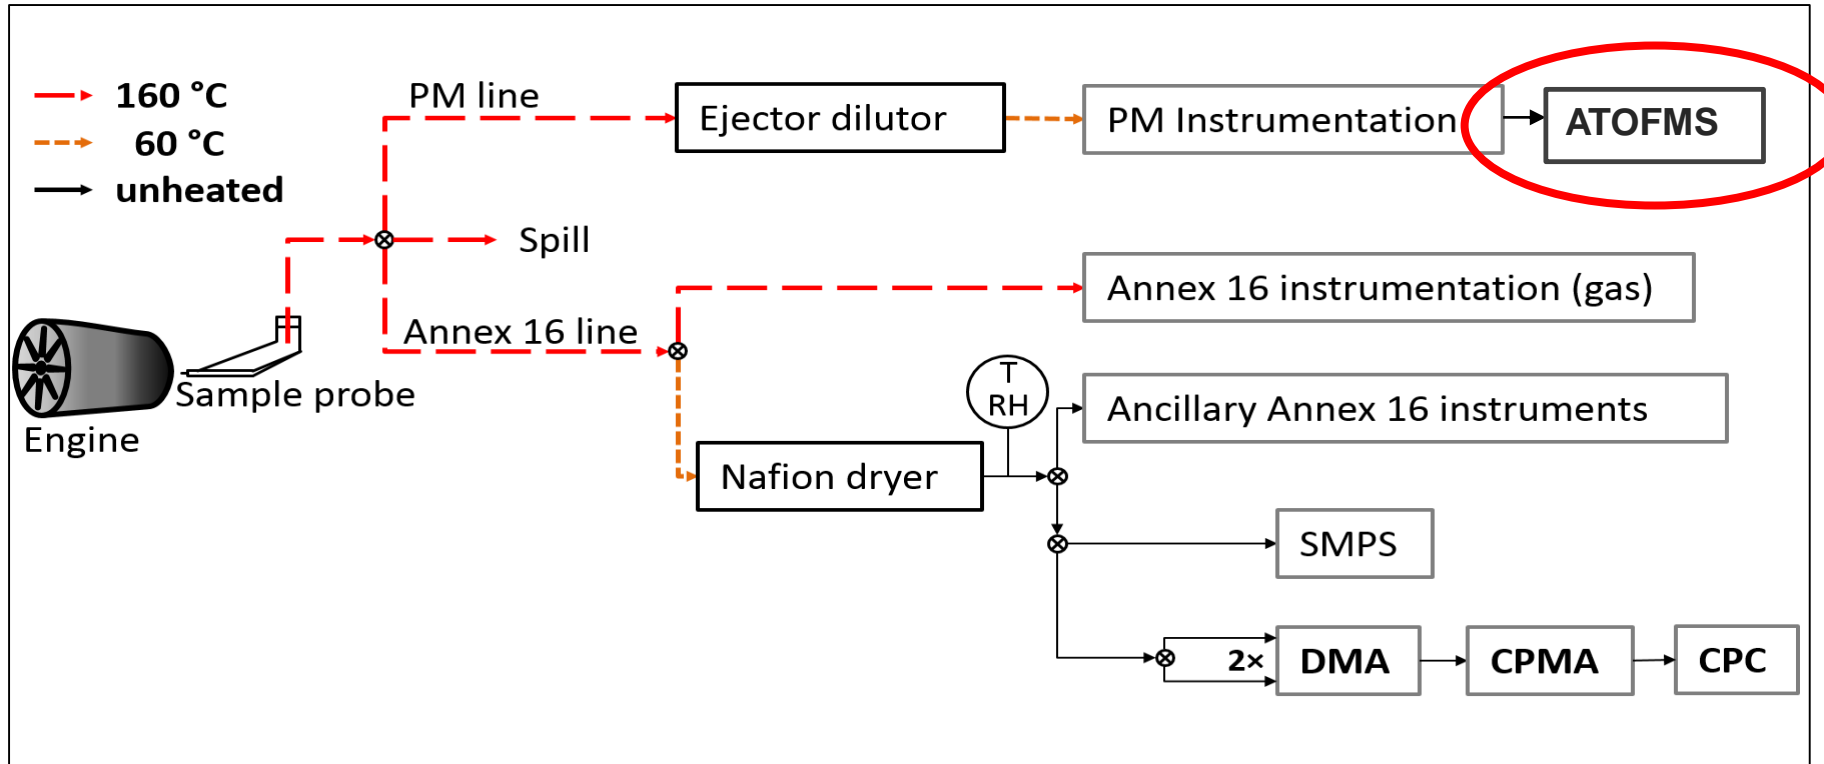 160 °C
60 °C
unheated
PM line
Ejector dilutor
PM Instrumentation
ATOFMS
Spill
Annex 16 instrumentation (gas)
Annex 16 line
Sample probe
Engine
T
RH
Ancillary Annex 16 instruments
Nafion dryer
SMPS
2×
DMA
CPMA
CPC